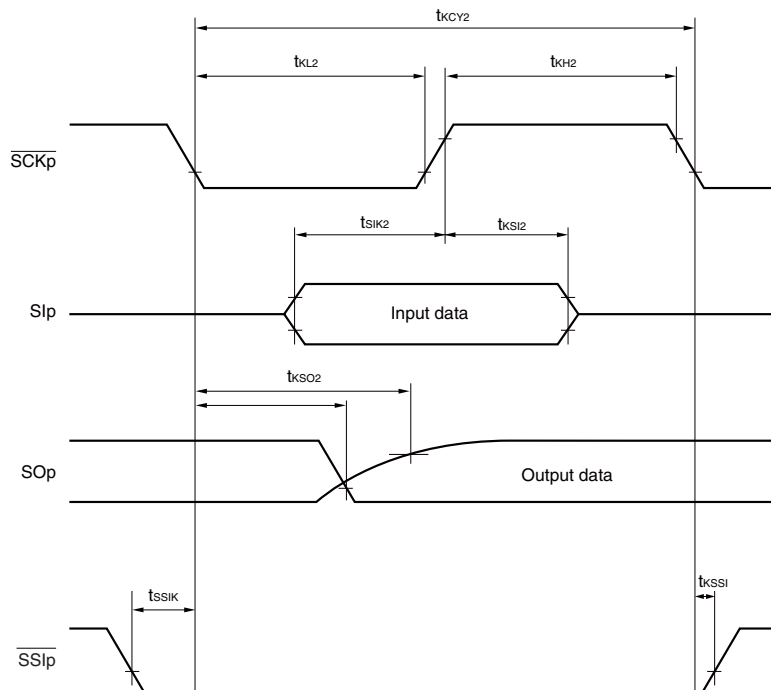 tKCY2
tKL2
tKH2
SCKp
tSIK2
tKSI2
SIp
Input data
tKSO2
SOp
Output data
tSSIK
tKSSI
SSIp